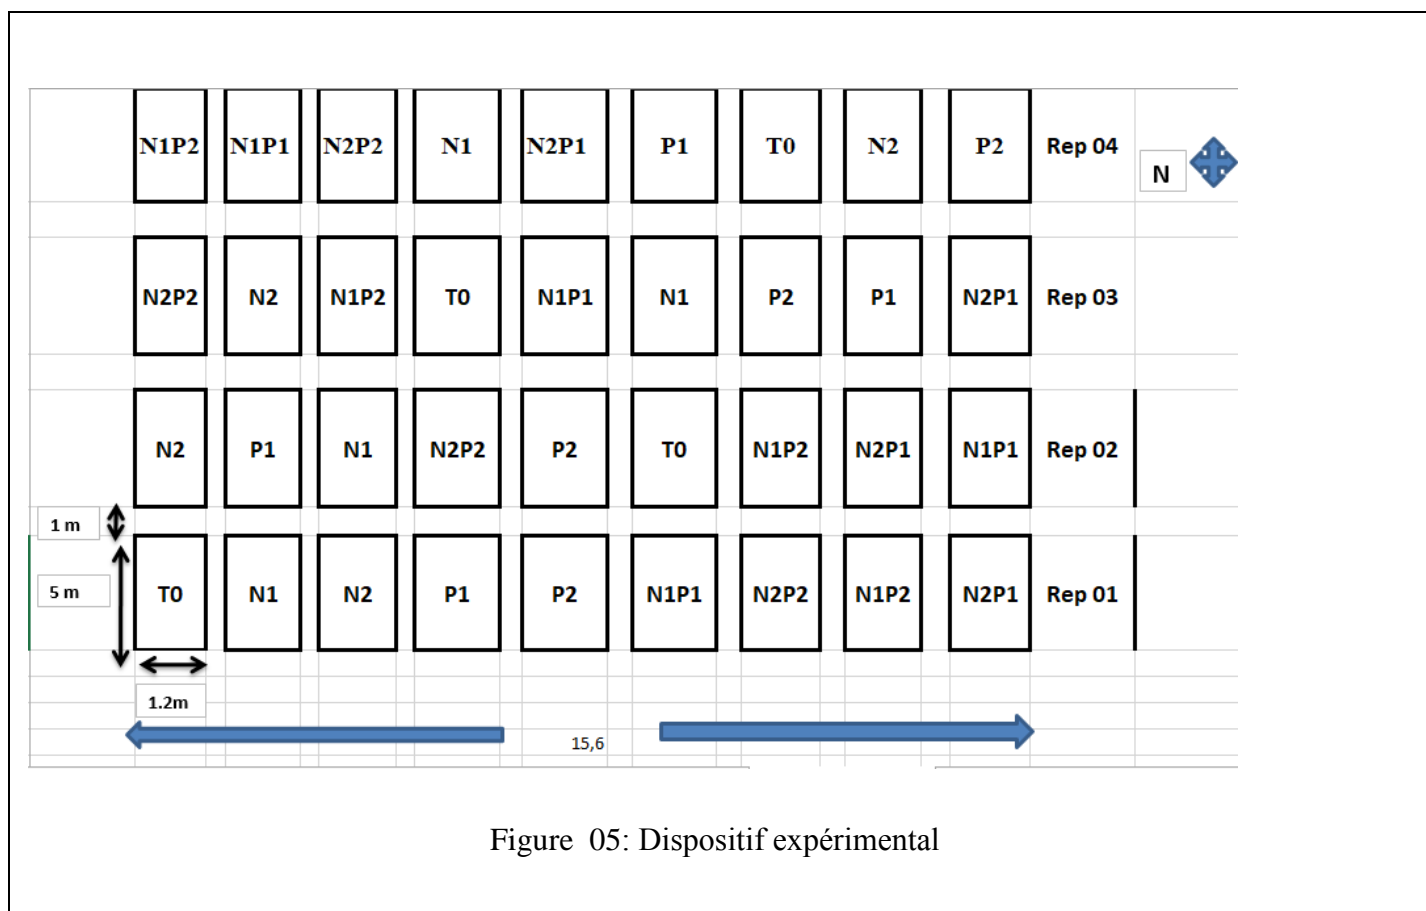 N1P2 N1P1 N2P2 N1 N2P1 P1 T0 N2 P2 Rep 04
N
N2P2 N2 N1P2 T0 N1P1 N1 P2 P1 N2P1 Rep 03
N2 P1 N1 N2P2 P2 T0 N1P2 N2P1 N1P1 Rep 02
1 m
5 m T0 N1 N2 P1 P2 N1P1 N2P2 N1P2 N2P1 Rep 01
1.2m
15,6
Figure 05: Dispositif expérimental